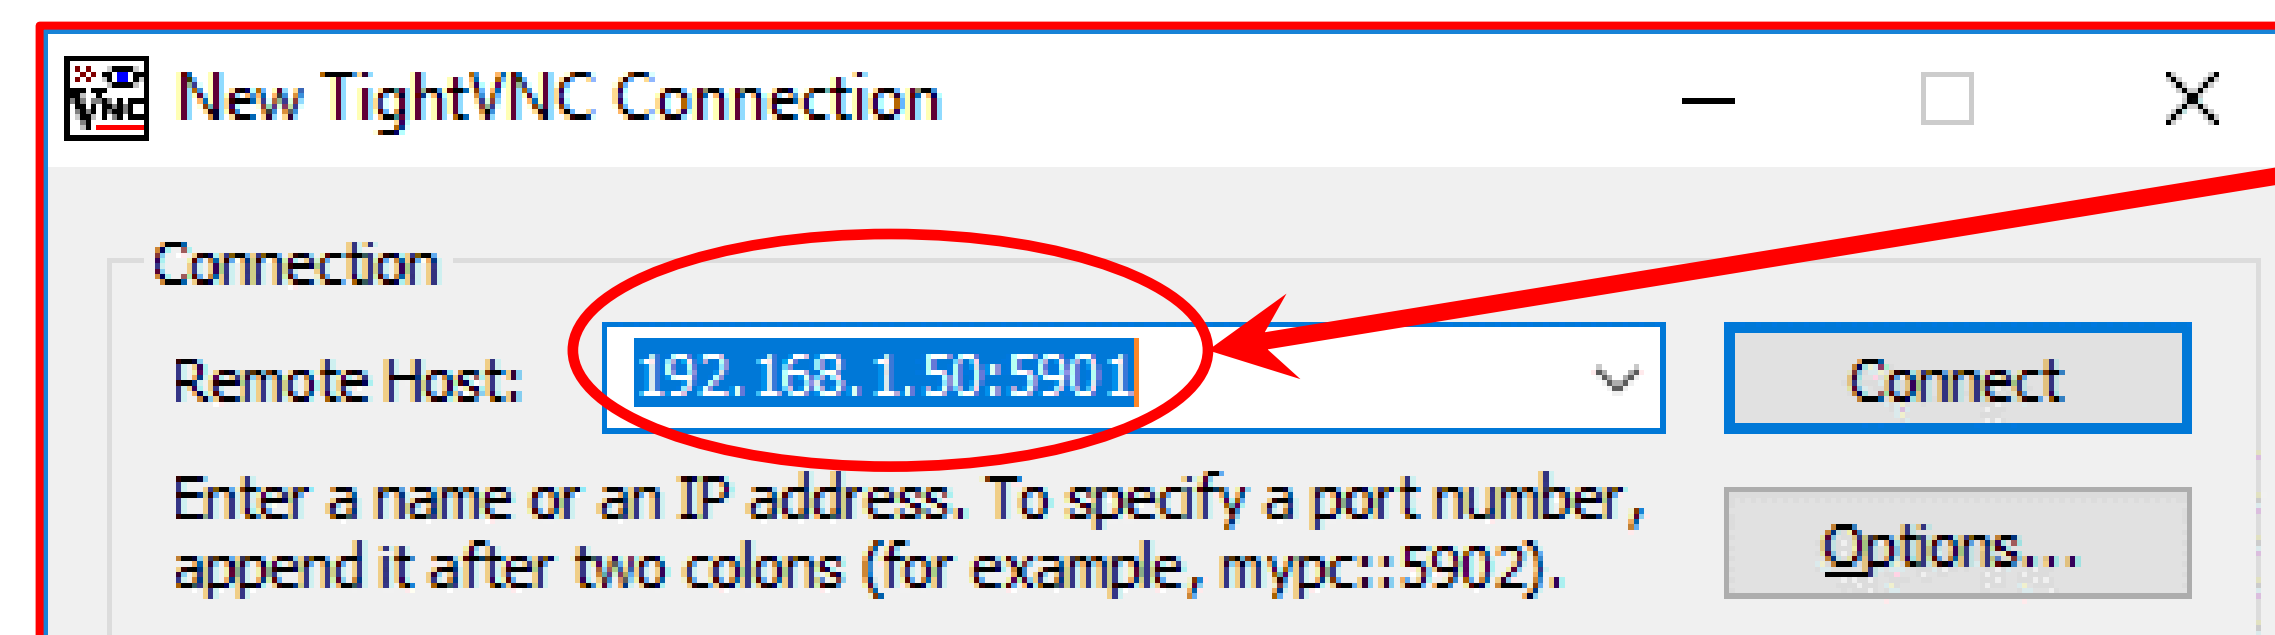 VNC
New TightVNC Connection
Connection
Remote Host: 192.168.1.50:5901 Connect
Enter a name or an IP address. To specify a port number,
append it after two colons (for example, mypc::5902).
Options...